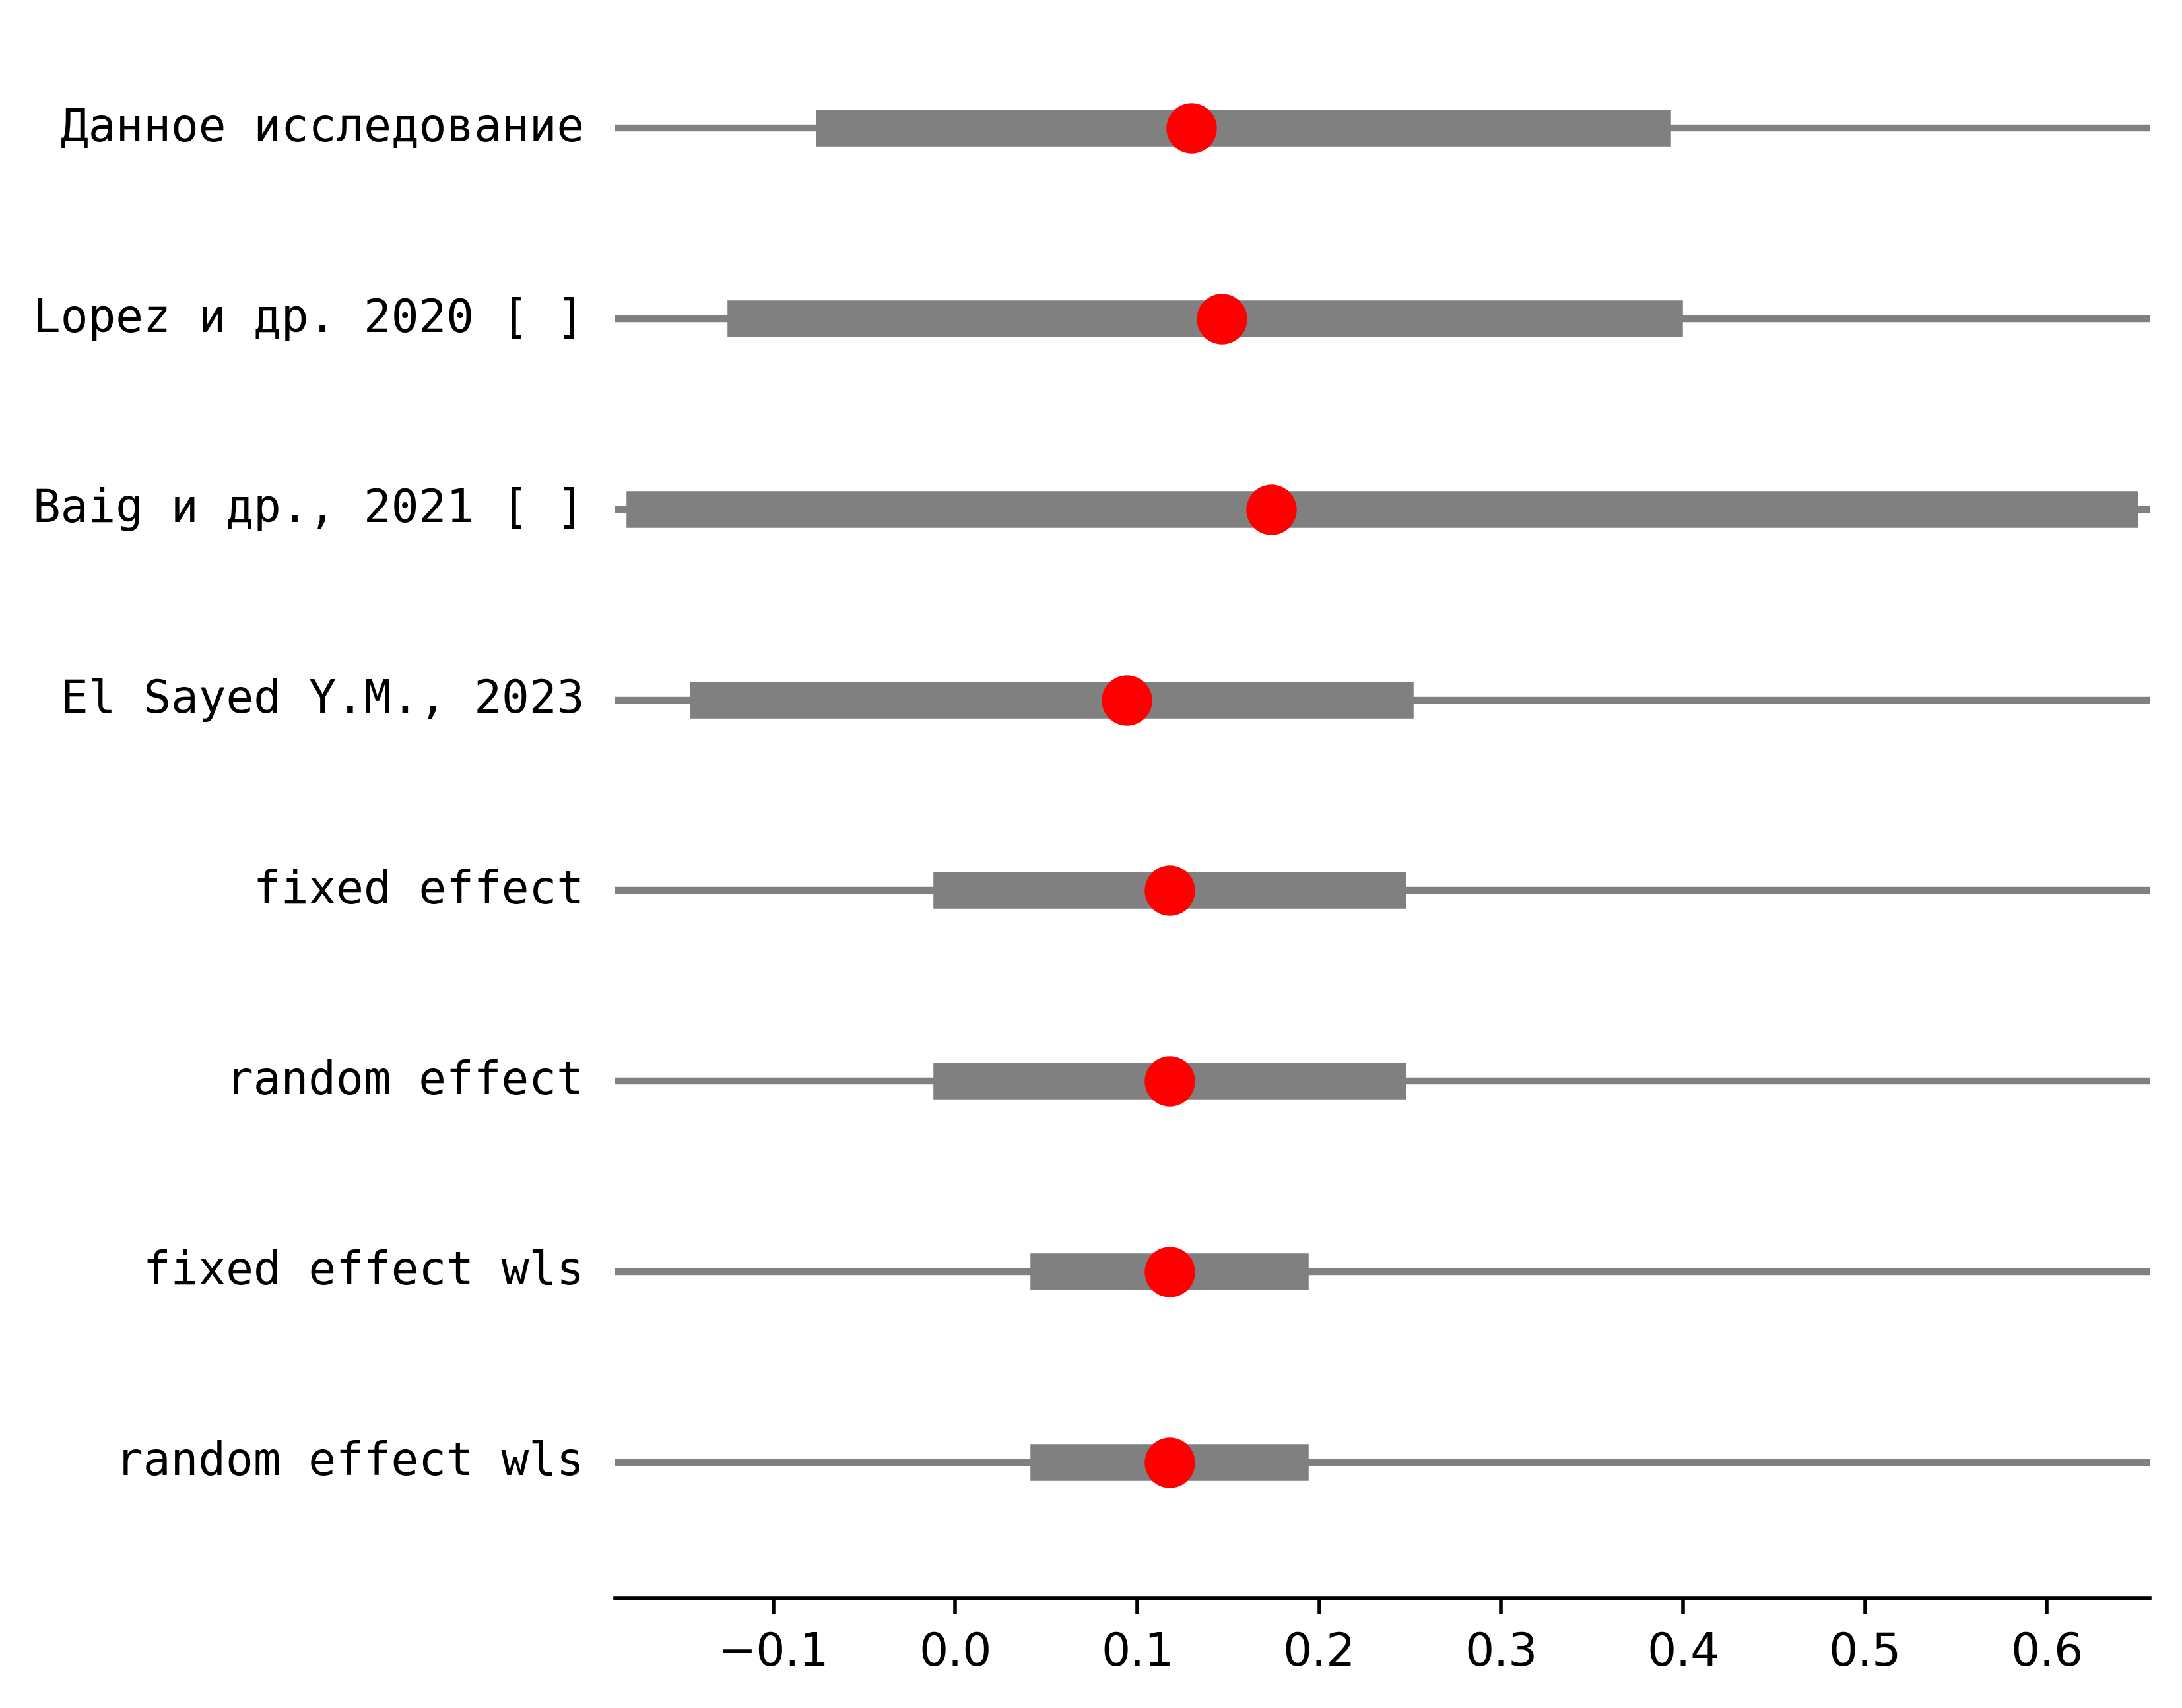 Данное исследование
Lopez и др. 2020 [ ]
Baig и др., 2021 [ ]
El Sayed Y.M., 2023
fixed effect
random effect
fixed effect wls
random effect wls
−0.1 0.0 0.1 0.2 0.3 0.4 0.5 0.6